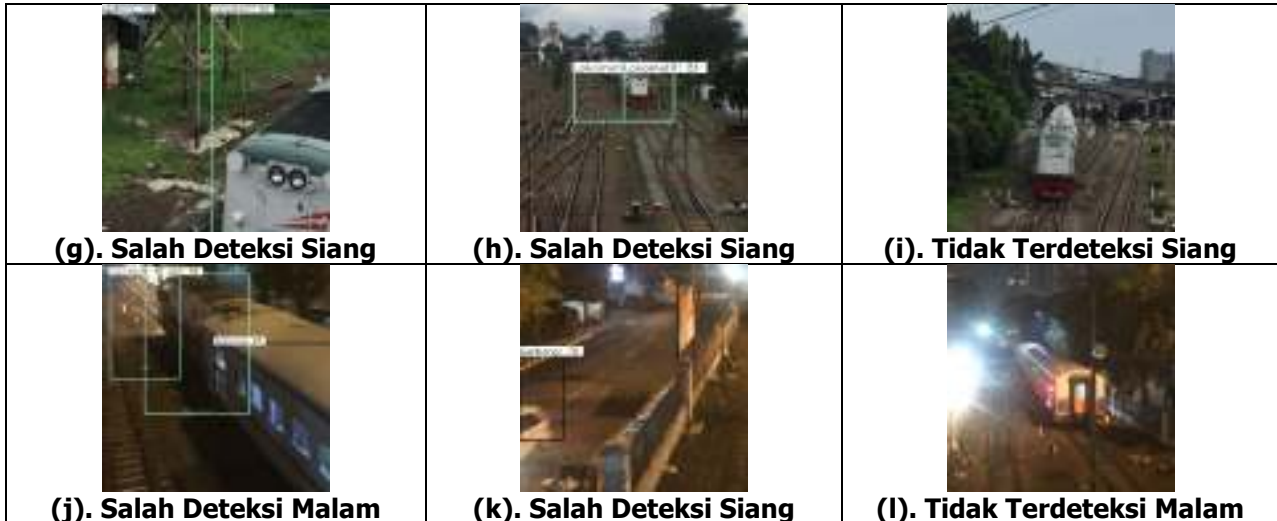 (g). Salah Deteksi Siang
(h). Salah Deteksi Siang
(i). Tidak Terdeteksi Siang
(j). Salah Deteksi Malam
(k). Salah Deteksi Siang
(l). Tidak Terdeteksi Malam